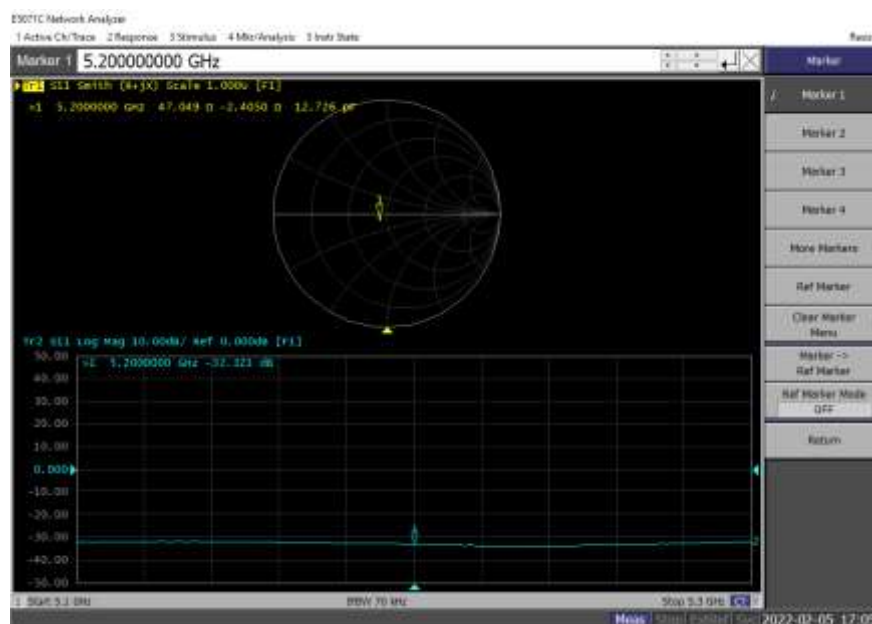 E5071C Network Analyzer
1 Active Ch/Trace 2 Response 3 Stimulus 4 Mkr/Analysis 5 Instr State
Marker 1 5.200000000 GHz
Tr1 S11 Smith (R+jX) Scale 1.000U [F1]
>1 5.2000000 GHz 47.049 Ω -2.4050 Ω 12.726 pF
Tr2 S11 Log Mag 10.00dB/ Ref 0.000dB [F1]
>1 5.2000000 GHz -32.323 dB
50.00
40.00
30.00
20.00
10.00
0.000
-10.00
-20.00
-30.00
-40.00
-50.00
1 Start 5.1 GHz IFBW 70 kHz Stop 5.3 GHz
Marker
Marker 1
Marker 2
Marker 3
Marker 4
More Markers
Ref Marker
Clear Marker
Menu
Marker ->
Ref Marker
Ref Marker Mode
OFF
Return
Meas 2022-02-05 17:05